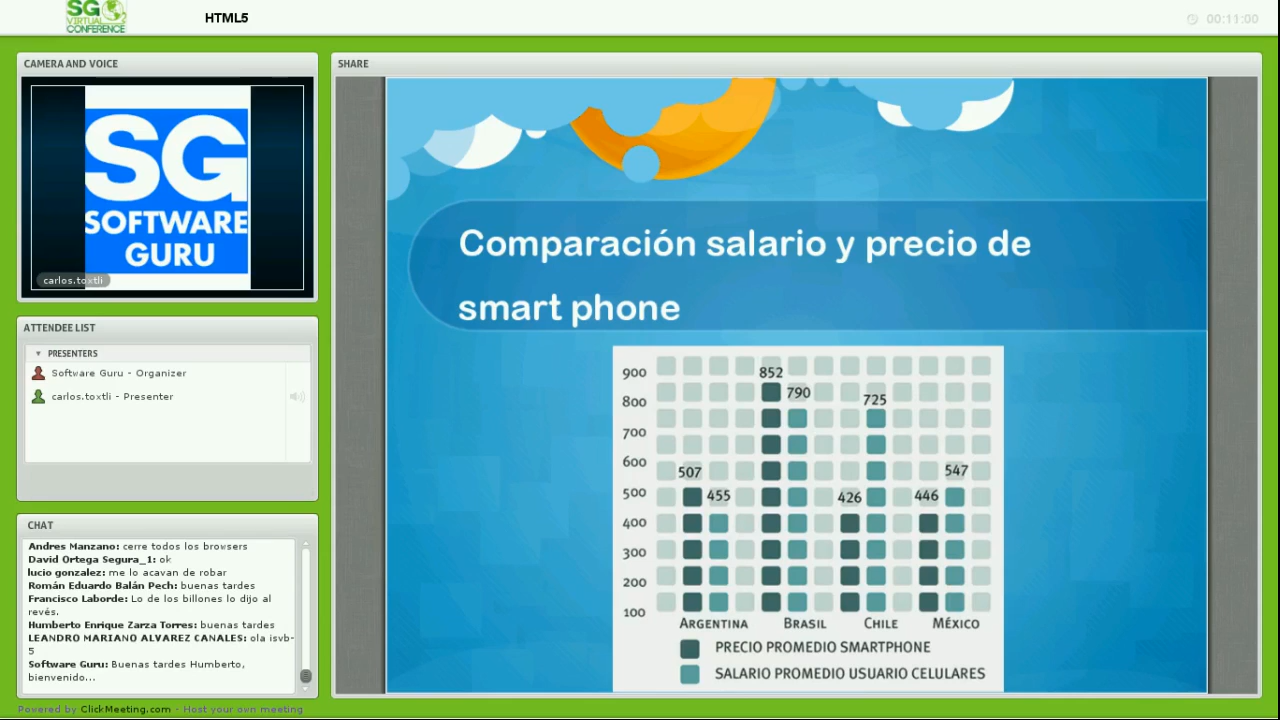 SG
VIRTUAL
CONFERENCE
HTML5
00:11:00
CAMERA AND VOICE
SG
SOFTWARE
GURU
carlos.toxtli
ATTENDEE LIST
PRESENTERS
Software Guru - Organizer
carlos.toxtli - Presenter
CHAT
Andres Manzano: cerre todos los browsers
David Ortega Segura_1: ok
lucio gonzalez: me lo acavan de robar
Román Eduardo Balán Pech: buenas tardes
Francisco Laborde: Lo de los billones lo dijo al
revés.
Humberto Enrique Zarza Torres: buenas tardes
LEANDRO MARIANO ALVAREZ CANALES: ola isvb-
5
Software Guru: Buenas tardes Humberto,
bienvenido...
SHARE
Comparación salario y precio de
smart phone
900
800
700
600
500
400
300
200
100
507
455
852
790
426
725
446
547
ARGENTINA BRASIL CHILE MÉXICO
PRECIO PROMEDIO SMARTPHONE
SALARIO PROMEDIO USUARIO CELULARES
Powered by ClickMeeting.com - Host your own meeting